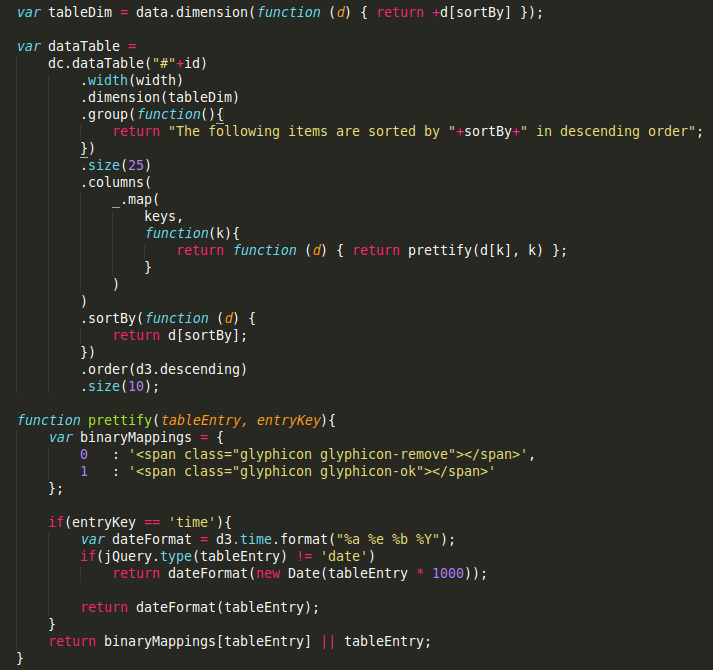 var tableDim = data.dimension(function (d) { return +d[sortBy] });

var dataTable =
    dc.dataTable("#"+id)
        .width(width)
        .dimension(tableDim)
        .group(function(){
            return "The following items are sorted by "+sortBy+" in descending order";
        })
        .size(25)
        .columns(
            _.map(
                keys,
                function(k){
                    return function (d) { return prettify(d[k], k) };
                }
            )
        )
        .sortBy(function (d) {
            return d[sortBy];
        })
        .order(d3.descending)
        .size(10);

function prettify(tableEntry, entryKey){
    var binaryMappings = {
        0   : '<span class="glyphicon glyphicon-remove"></span>',
        1   : '<span class="glyphicon glyphicon-ok"></span>'
    };

    if(entryKey == 'time'){
        var dateFormat = d3.time.format("%a %e %b %Y");
        if(jQuery.type(tableEntry) != 'date')
            return dateFormat(new Date(tableEntry * 1000));

        return dateFormat(tableEntry);
    }
    return binaryMappings[tableEntry] || tableEntry;
}